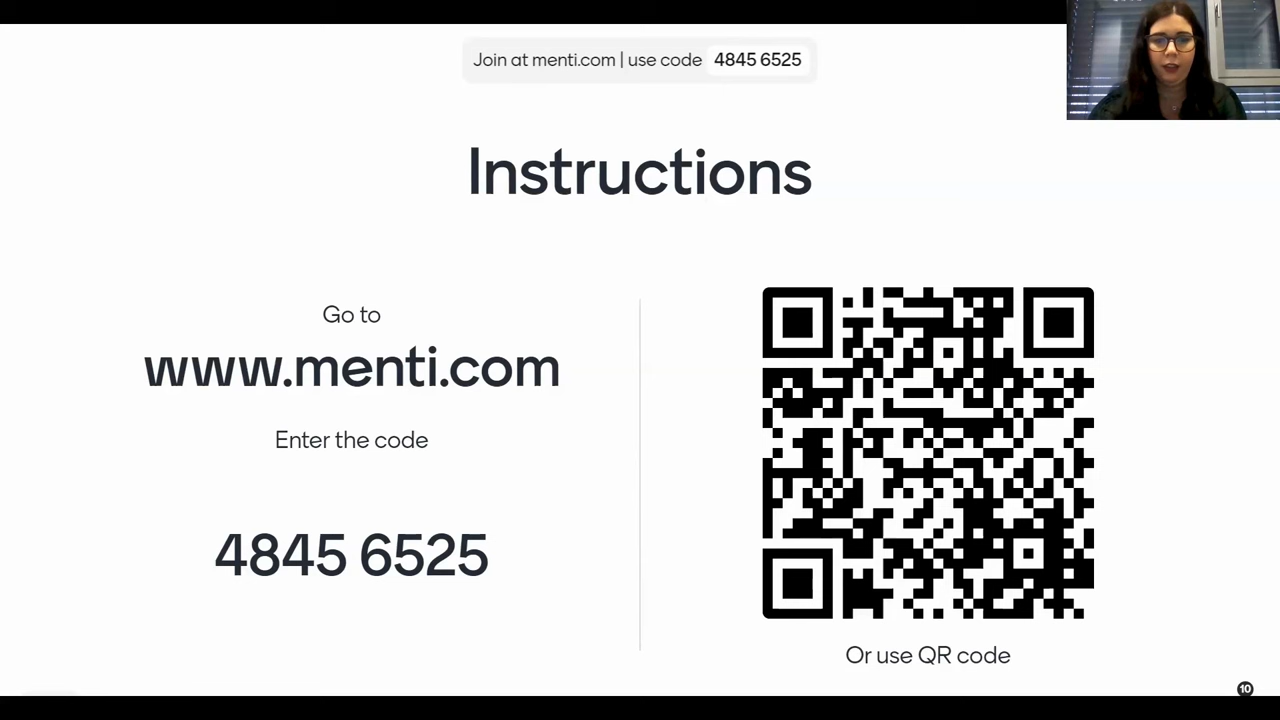 Join at menti.com | use code 4845 6525
Instructions
Go to
www.menti.com
Enter the code
4845 6525
Or use QR code
10